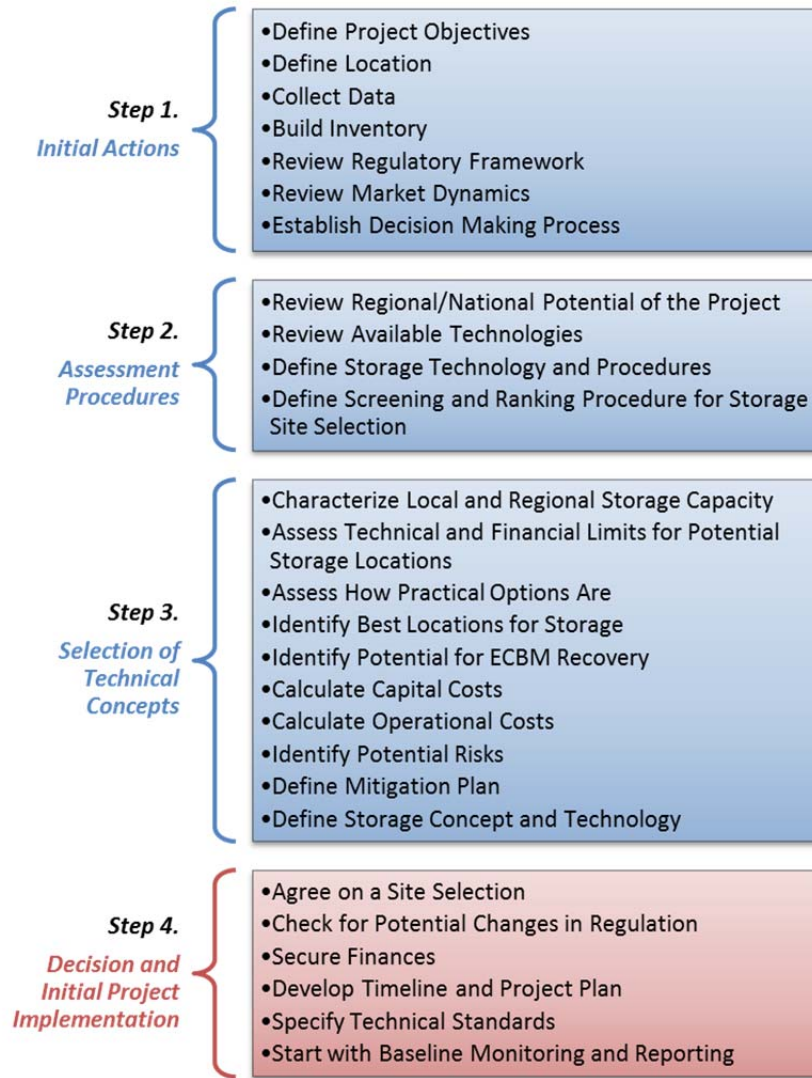 Step 1.
Initial Actions
•Define Project Objectives
•Define Location
•Collect Data
•Build Inventory
•Review Regulatory Framework
•Review Market Dynamics
•Establish Decision Making Process
Step 2.
Assessment
Procedures
•Review Regional/National Potential of the Project
•Review Available Technologies
•Define Storage Technology and Procedures
•Define Screening and Ranking Procedure for Storage
Site Selection
Step 3.
Selection of
Technical
Concepts
•Characterize Local and Regional Storage Capacity
•Assess Technical and Financial Limits for Potential
Storage Locations
•Assess How Practical Options Are
•Identify Best Locations for Storage
•Identify Potential for ECBM Recovery
•Calculate Capital Costs
•Calculate Operational Costs
•Identify Potential Risks
•Define Mitigation Plan
•Define Storage Concept and Technology
Step 4.
Decision and
Initial Project
Implementation
•Agree on a Site Selection
•Check for Potential Changes in Regulation
•Secure Finances
•Develop Timeline and Project Plan
•Specify Technical Standards
•Start with Baseline Monitoring and Reporting